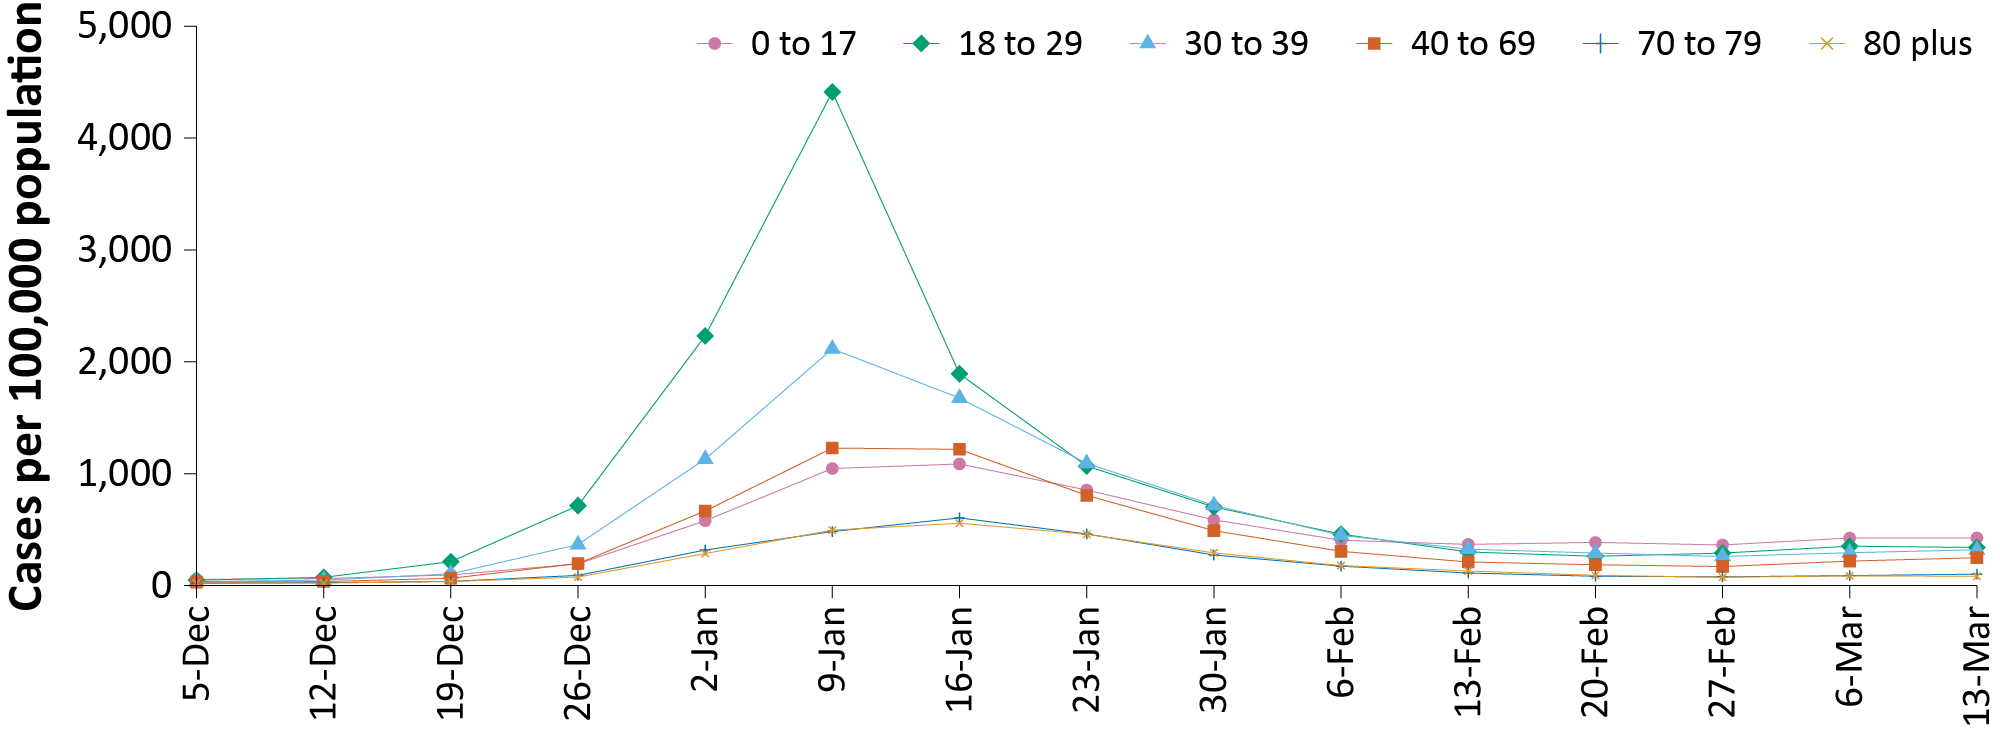 Cases per 100,000 population
5,000
4,000
3,000
2,000
1,000
0
0 to 17
18 to 29
30 to 39
40 to 69
70 to 79
80 plus
5-Dec
12-Dec
19-Dec
26-Dec
2-Jan
9-Jan
16-Jan
23-Jan
30-Jan
6-Feb
13-Feb
20-Feb
27-Feb
6-Mar
13-Mar